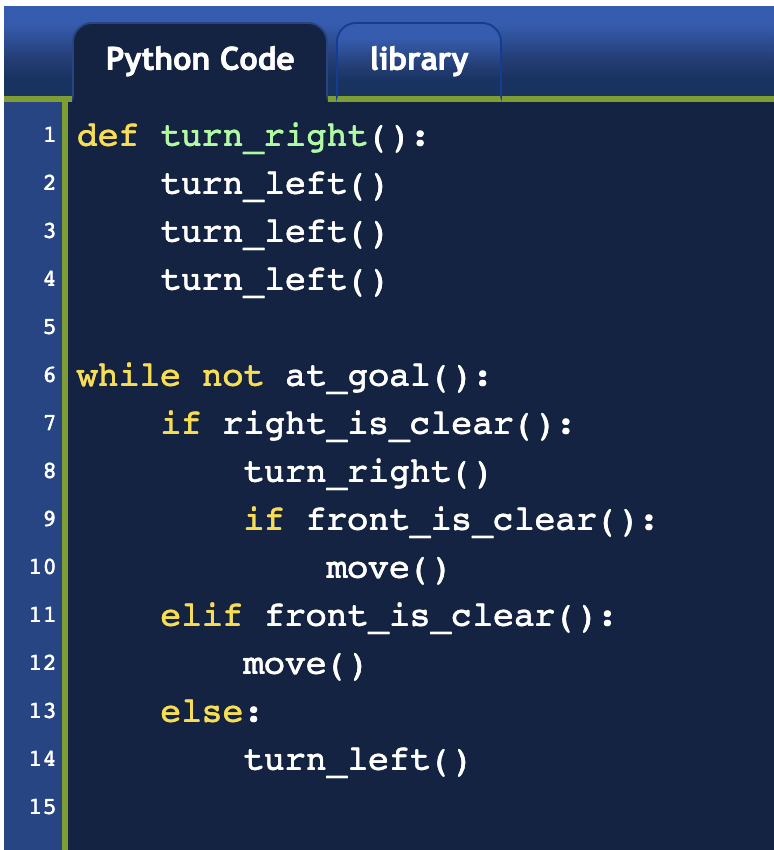 Python Code library
1 def turn_right():
2     turn_left()
3     turn_left()
4     turn_left()
5
6 while not at_goal():
7     if right_is_clear():
8         turn_right()
9         if front_is_clear():
10             move()
11     elif front_is_clear():
12         move()
13     else:
14         turn_left()
15